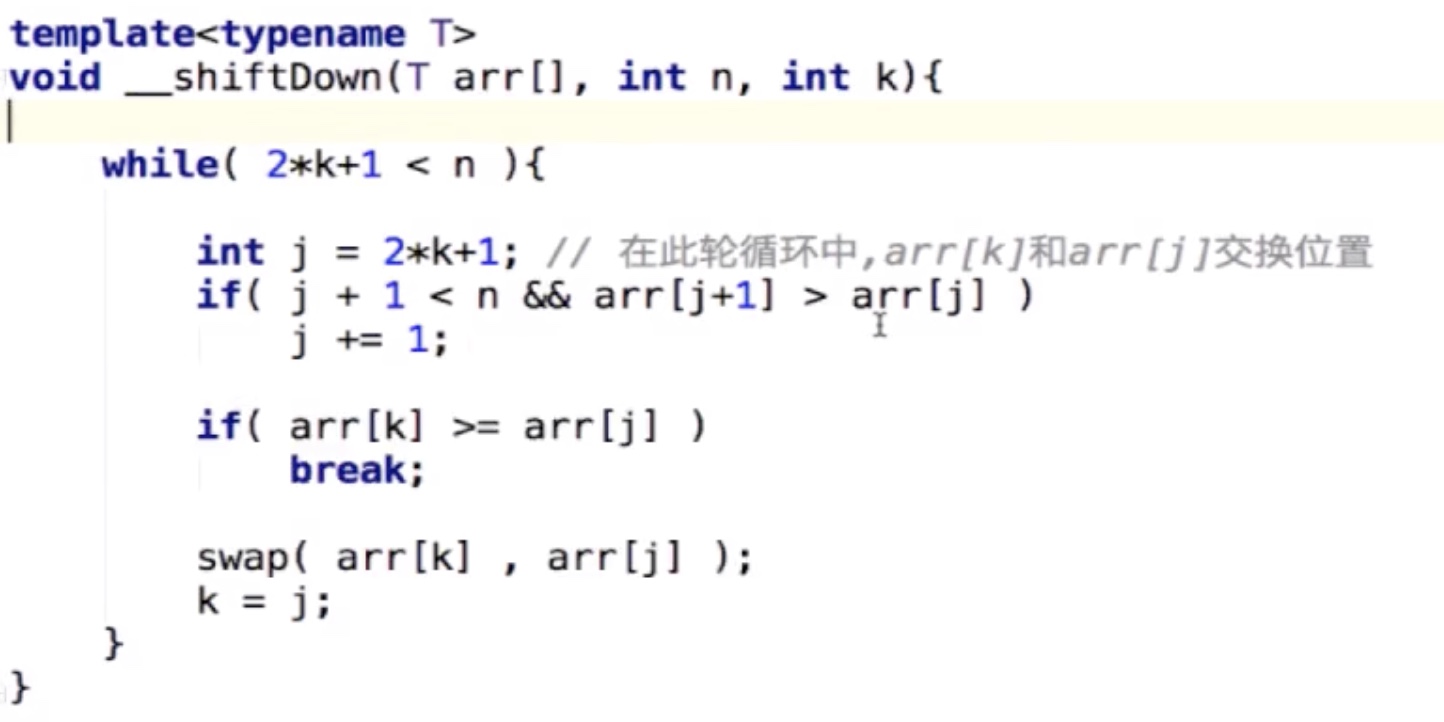 template<typename T>
void __shiftDown(T arr[], int n, int k){
while( 2*k+1 < n ){
int j = 2*k+1; // 在此轮循环中,arr[k]和arr[j]交换位置
if( j + 1 < n && arr[j+1] > arr[j] )
j += 1;
if( arr[k] >= arr[j] )
break;
swap( arr[k] , arr[j] );
k = j;
}
}